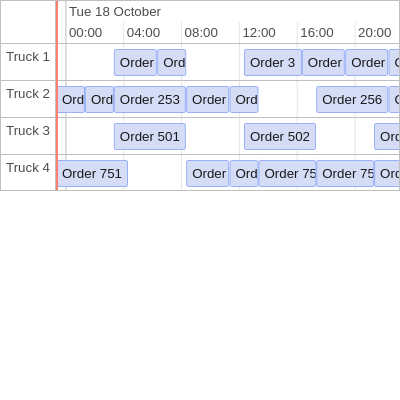 Tue 18 October
00:00 04:00 08:00 12:00 16:00 20:00
Truck 1 Order Ord Order 3 Order Order
Truck 2 Ord Ord Order 253 Order Ord Order 256
Truck 3 Order 501 Order 502 Ord
Truck 4 Order 751 Order Ord Order 75 Order 75 Ord